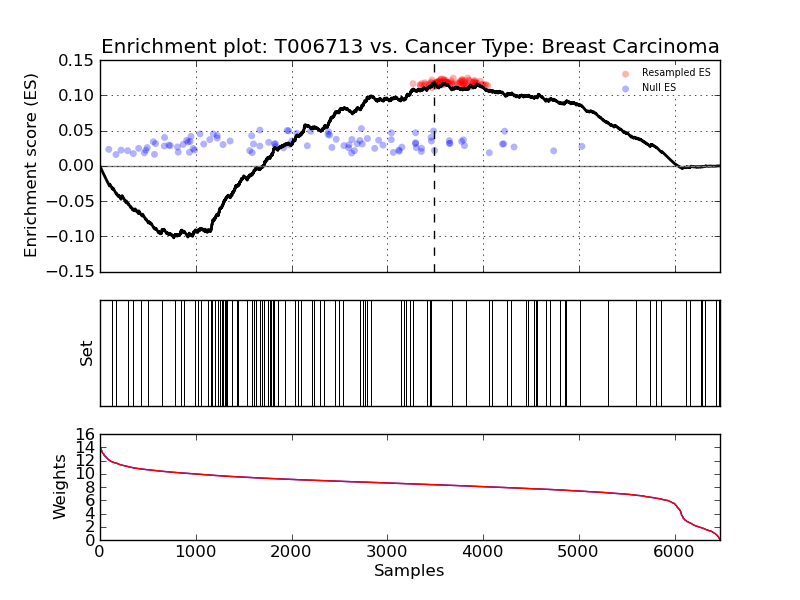 Enrichment plot: T006713 vs. Cancer Type: Breast Carcinoma
0.15
0.10
0.05
0.00
−0.05
−0.10
−0.15
Enrichment score (ES)
Resampled ES
Null ES
Set
16
14
12
10
8
6
4
2
0
Weights
0 1000 2000 3000 4000 5000 6000
Samples